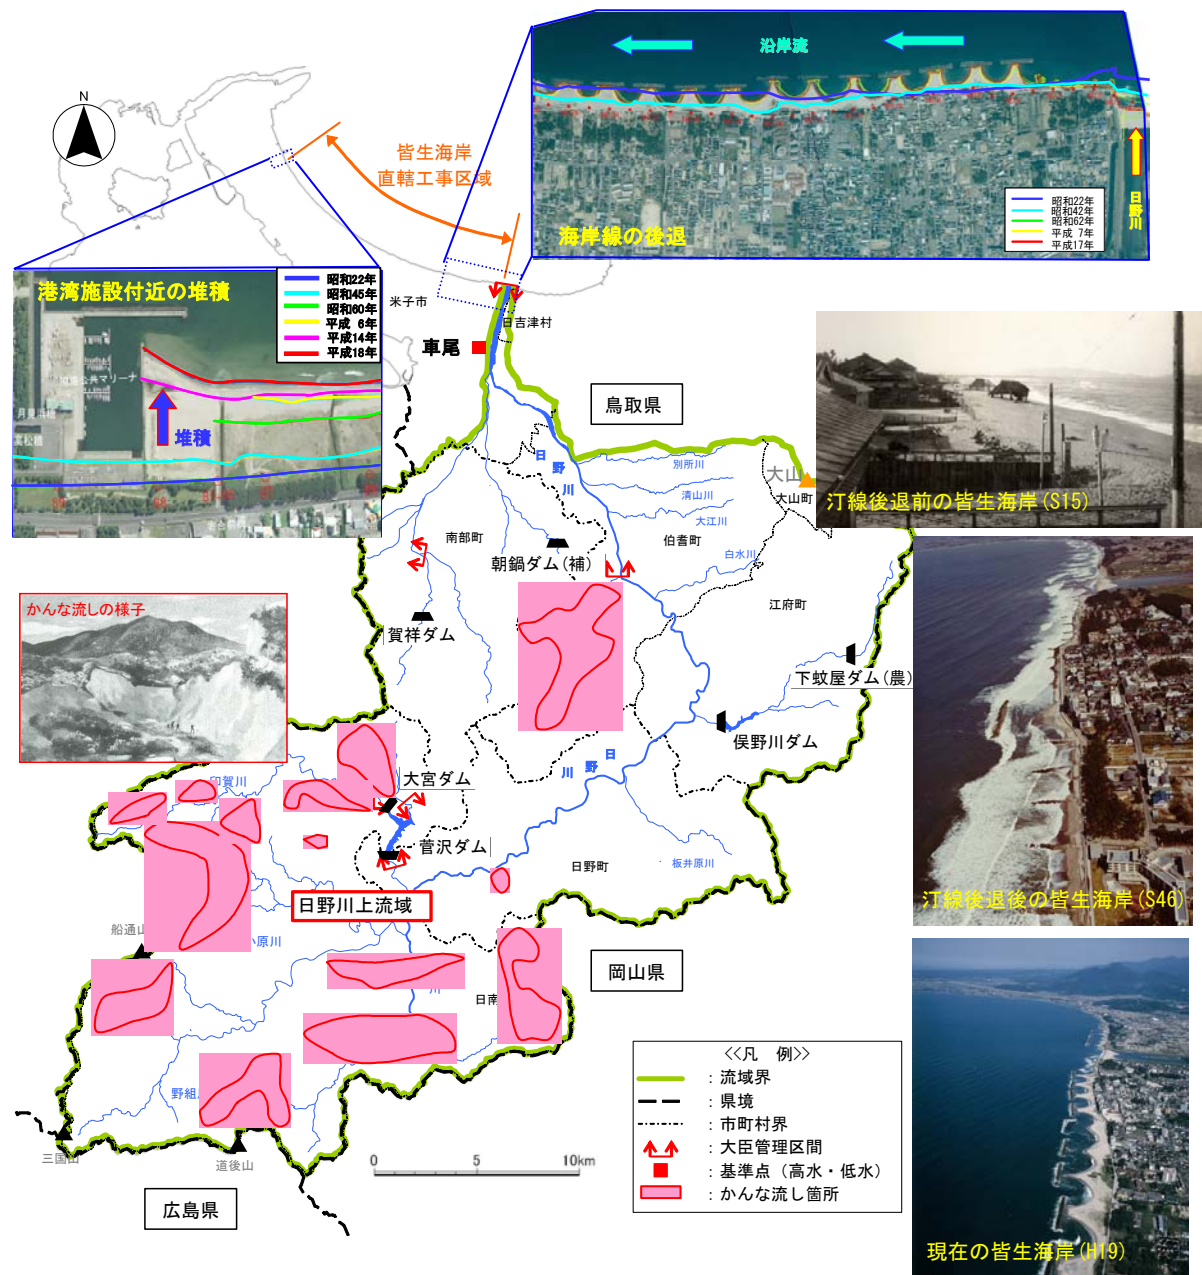 沿岸流
日野川
海岸線の後退
昭和22年
昭和42年
昭和62年
平成 7年
平成17年
N
皆生海岸
直轄工事区域
港湾施設付近の堆積
昭和22年
昭和45年
昭和60年
平成 6年
平成14年
平成18年
公共マリーナ
堆積
米子市
日吉津村
車尾
鳥取県
日野川
別所川
清山川
大江川
白水川
大山
大山町
伯耆町
南部町
朝鍋ダム(補)
賀祥ダム
江府町
下蚊屋ダム(農)
俣野川ダム
日野川
汀線後退前の皆生海岸(S15)
かんな流しの様子
印賀川
大宮ダム
菅沢ダム
日野町
板井原川
日野川上流域
汀線後退後の皆生海岸(S46)
船通山
小原川
川
日南
岡山県
野組
三国山
道後山
広島県
0 5 10km
≪凡 例≫
:流域界
:県境
:市町村界
:大臣管理区間
:基準点(高水・低水)
:かんな流し箇所
現在の皆生海岸(H19)